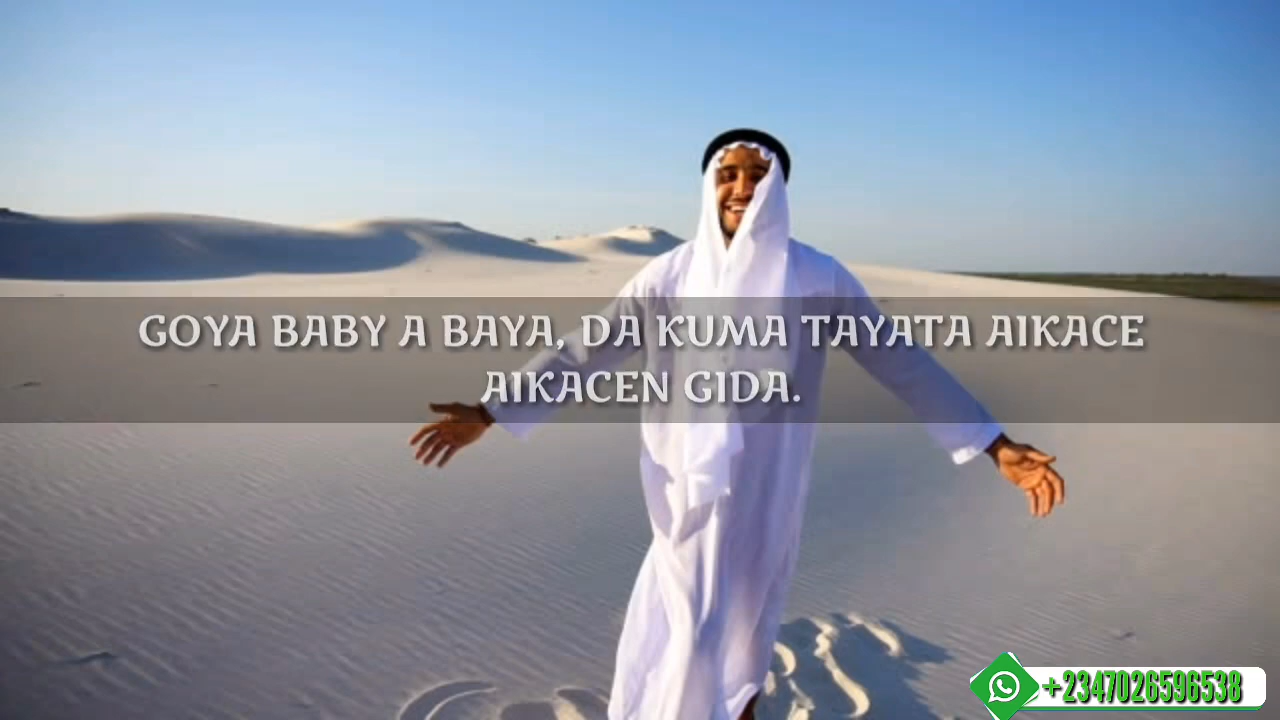 GOYA BABY A BAYA, DA KUMA TAYATA AIKACE
AIKACEN GIDA.
+2347026596538